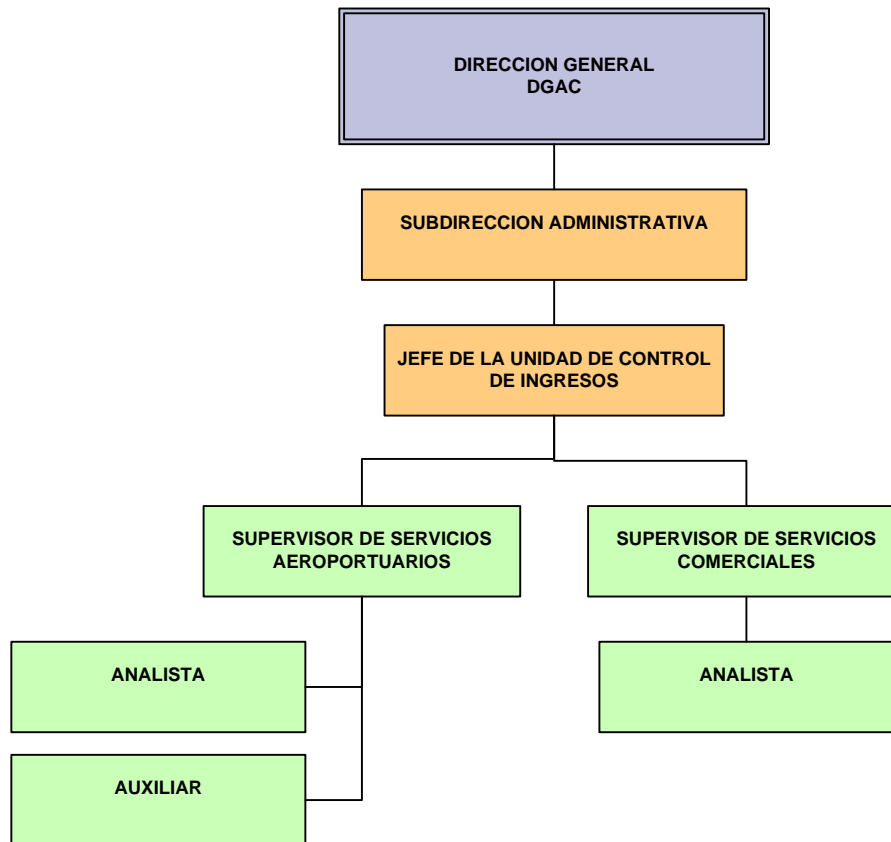 DIRECCION GENERAL
DGAC
SUBDIRECCION ADMINISTRATIVA
JEFE DE LA UNIDAD DE CONTROL
DE INGRESOS
SUPERVISOR DE SERVICIOS
AEROPORTUARIOS
SUPERVISOR DE SERVICIOS
COMERCIALES
ANALISTA
ANALISTA
AUXILIAR